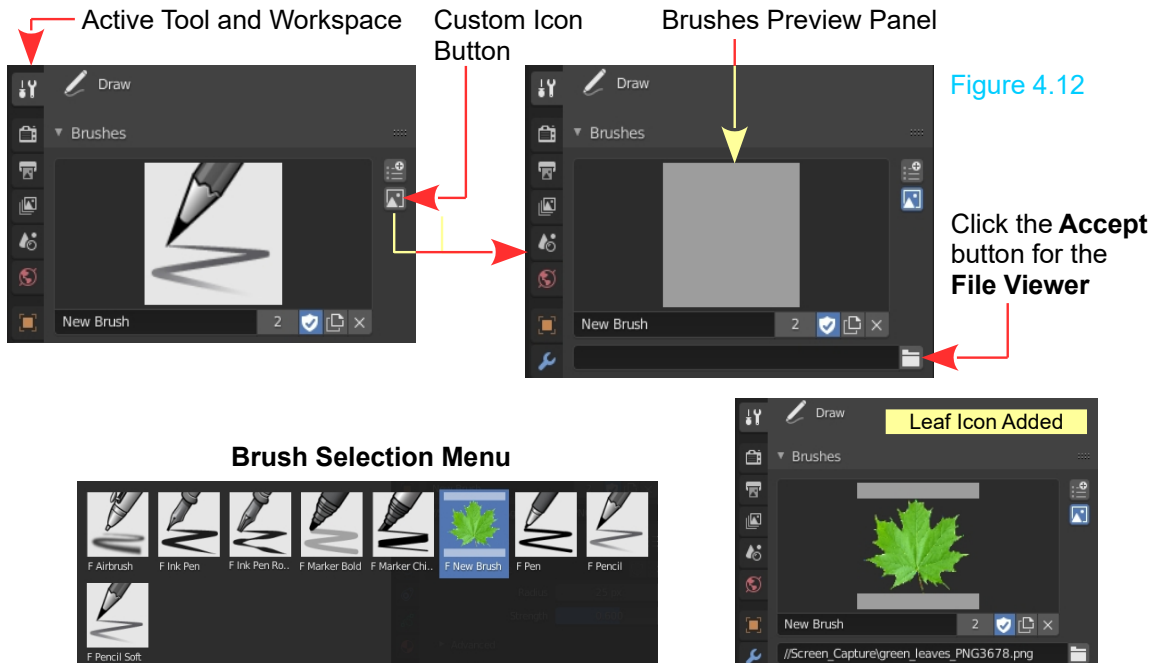 Active Tool and Workspace
Custom Icon
Button
Brushes Preview Panel
Draw
Brushes
New Brush
2
Draw
Brushes
New Brush
2
Figure 4.12
Click the Accept
button for the
File Viewer
Brush Selection Menu
F Airbrush
F Ink Pen
F Ink Pen Ro..
F Marker Bold
F Marker Chi..
F New Brush
F Pen
F Pencil
F Pencil Soft
Radius
Strength
Advanced
Draw
Leaf Icon Added
Brushes
New Brush
2
//Screen_Capture\green_leaves_PNG3678.png